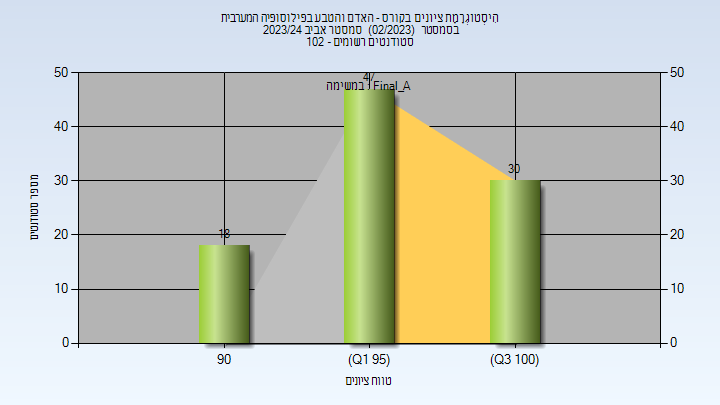 היסטוגרמת ציונים בקורס - האדם והטבע בפילוסופיה המערבית
בסמסטר (02/2023) סמסטר אביב 2023/24
סטודנטים רשומים - 102
50 50
47
במשימה Final_A
40 40
30 30
30
20 20
18
10 10
0 0
מספר סטודנטים
90 (Q1 95) (Q3 100)
טווח ציונים